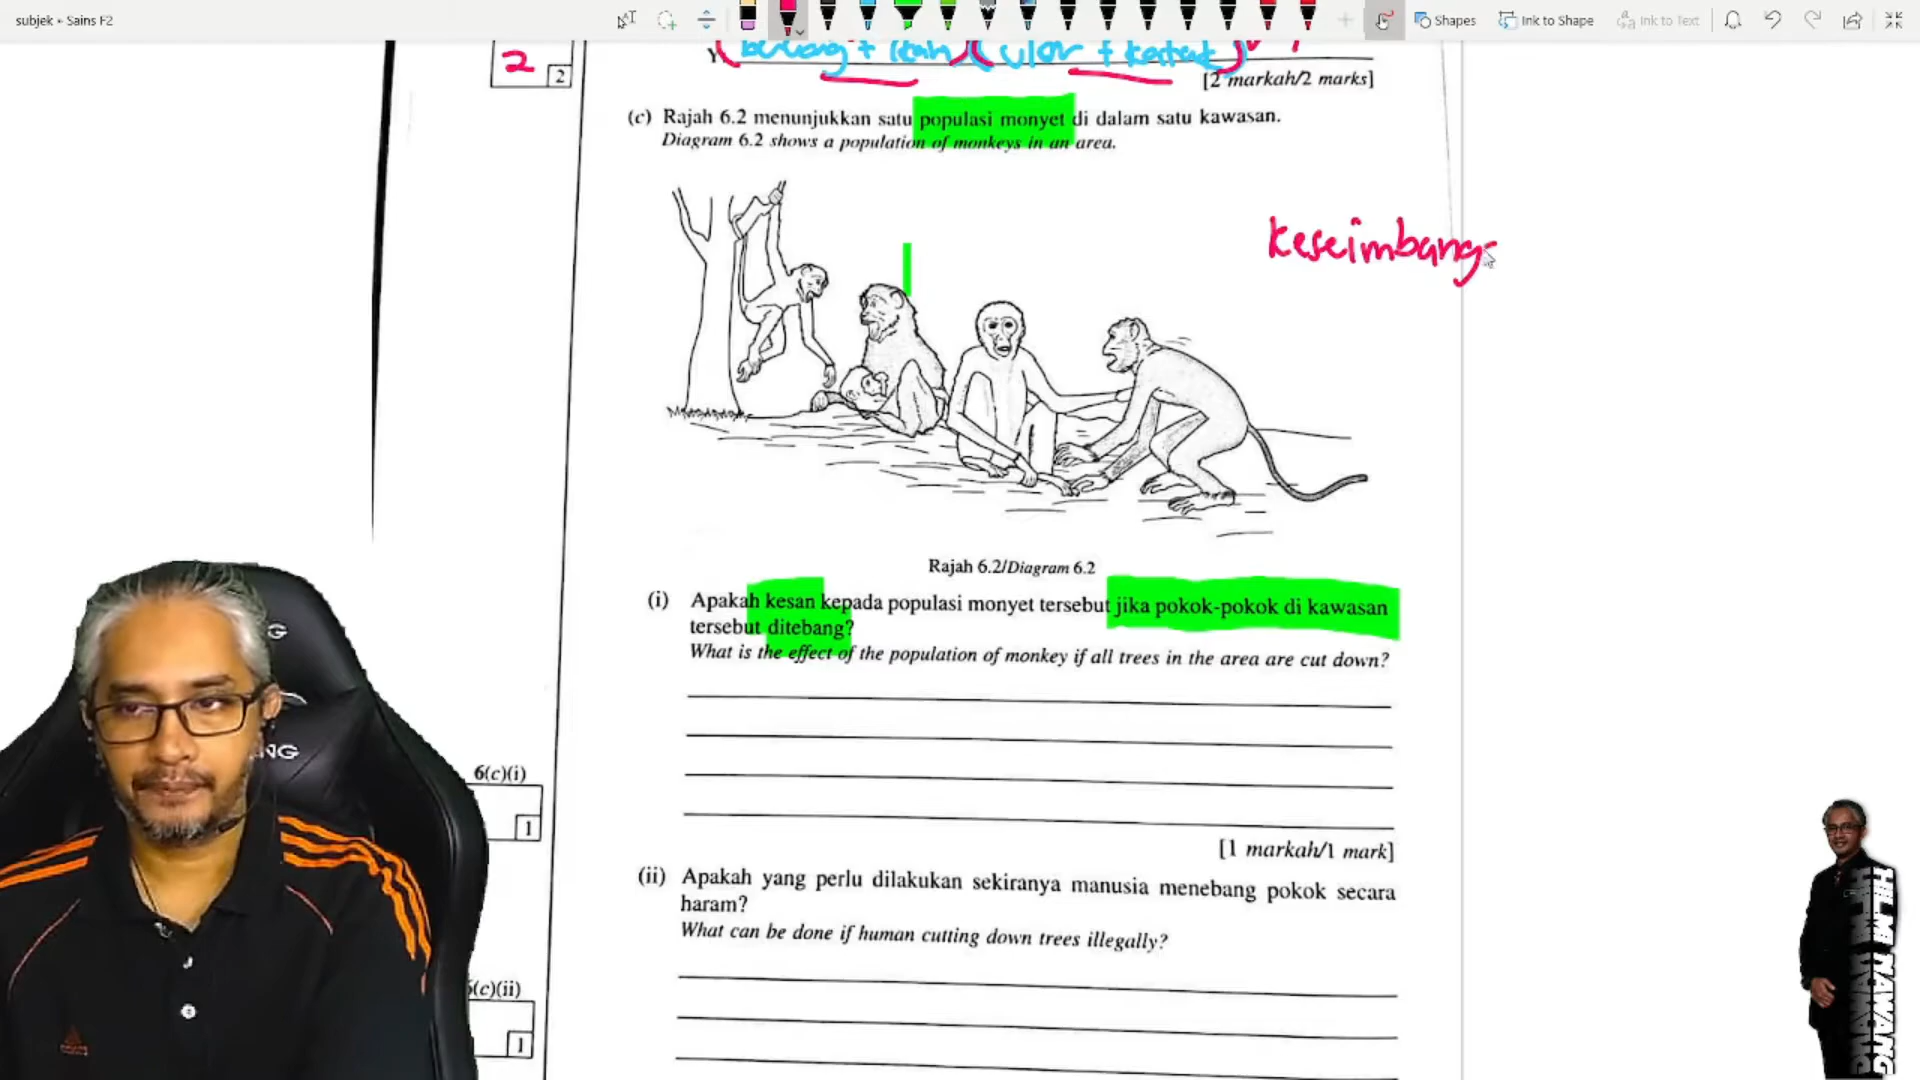 subjek • Sains F2
Shapes Ink to Shape Ink to Text
2
2
Y
[2 markah/2 marks]
(c) Rajah 6.2 menunjukkan satu populasi monyet di dalam satu kawasan.
Diagram 6.2 shows a population of monkeys in an area.
keseimbang
Rajah 6.2/Diagram 6.2
(i) Apakah kesan kepada populasi monyet tersebut jika pokok-pokok di kawasan
tersebut ditebang?
What is the effect of the population of monkey if all trees in the area are cut down?
6(c)(i)
1
[1 markah/1 mark]
(ii) Apakah yang perlu dilakukan sekiranya manusia menebang pokok secara
haram?
What can be done if human cutting down trees illegally?
(c)(ii)
1
HILMI NAWANG